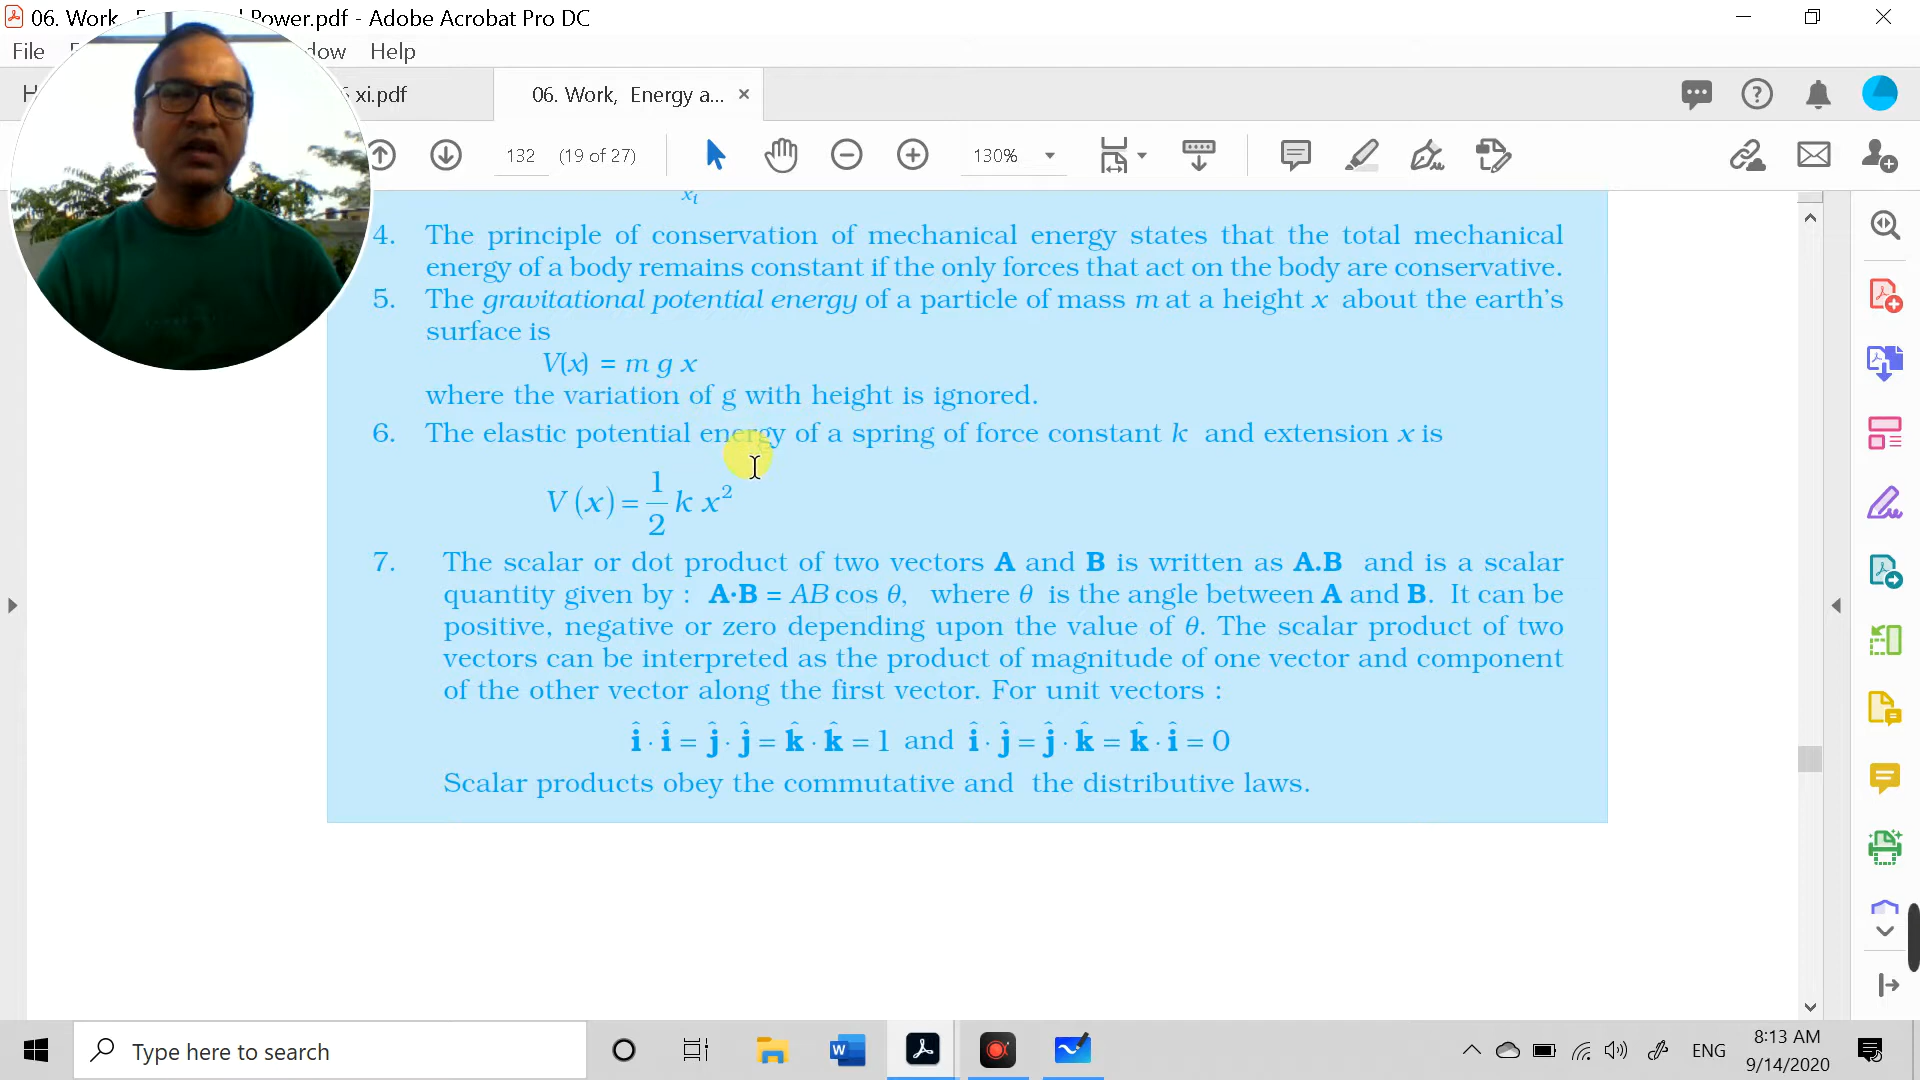 06. Work, Power.pdf - Adobe Acrobat Pro DC
File Help
xi.pdf 06. Work, Energy a...
132 (19 of 27) 130%
xi
4. The principle of conservation of mechanical energy states that the total mechanical
energy of a body remains constant if the only forces that act on the body are conservative.
5. The gravitational potential energy of a particle of mass m at a height x about the earth's
surface is
V(x) = m g x
where the variation of g with height is ignored.
6. The elastic potential energy of a spring of force constant k and extension x is
V (x) = 1/2 k x²
7. The scalar or dot product of two vectors A and B is written as A.B and is a scalar
quantity given by : A·B = AB cos θ, where θ is the angle between A and B. It can be
positive, negative or zero depending upon the value of θ. The scalar product of two
vectors can be interpreted as the product of magnitude of one vector and component
of the other vector along the first vector. For unit vectors :
î · î = ĵ · ĵ = k̂ · k̂ = 1 and î · ĵ = ĵ · k̂ = k̂ · î = 0
Scalar products obey the commutative and the distributive laws.
Type here to search
ENG
8:13 AM
9/14/2020